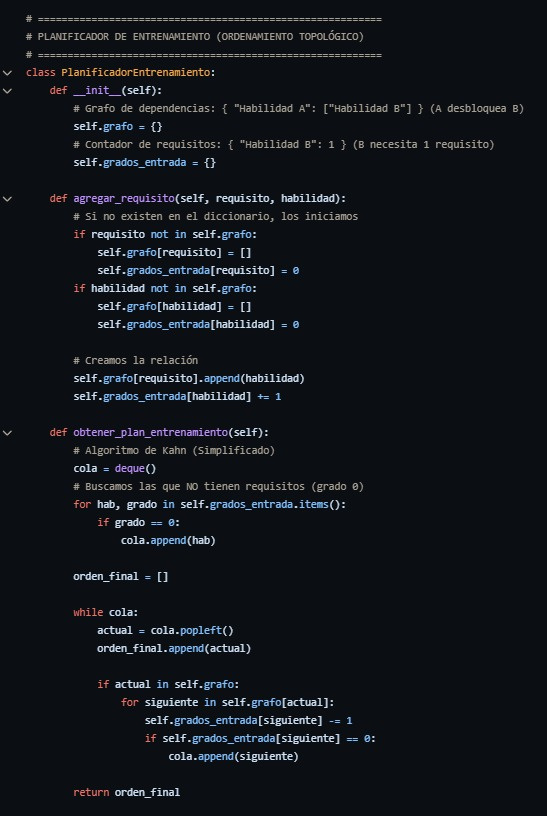 # ==========================================================
# PLANIFICADOR DE ENTRENAMIENTO (ORDENAMIENTO TOPOLÓGICO)
# ==========================================================
class PlanificadorEntrenamiento:
    def __init__(self):
        # Grafo de dependencias: { "Habilidad A": ["Habilidad B"] } (A desbloquea B)
        self.grafo = {}
        # Contador de requisitos: { "Habilidad B": 1 } (B necesita 1 requisito)
        self.grados_entrada = {}

    def agregar_requisito(self, requisito, habilidad):
        # Si no existen en el diccionario, los iniciamos
        if requisito not in self.grafo:
            self.grafo[requisito] = []
            self.grados_entrada[requisito] = 0
        if habilidad not in self.grafo:
            self.grafo[habilidad] = []
            self.grados_entrada[habilidad] = 0

        # Creamos la relación
        self.grafo[requisito].append(habilidad)
        self.grados_entrada[habilidad] += 1

    def obtener_plan_entrenamiento(self):
        # Algoritmo de Kahn (Simplificado)
        cola = deque()
        # Buscamos las que NO tienen requisitos (grado 0)
        for hab, grado in self.grados_entrada.items():
            if grado == 0:
                cola.append(hab)

        orden_final = []

        while cola:
            actual = cola.popleft()
            orden_final.append(actual)

            if actual in self.grafo:
                for siguiente in self.grafo[actual]:
                    self.grados_entrada[siguiente] -= 1
                    if self.grados_entrada[siguiente] == 0:
                        cola.append(siguiente)

        return orden_final